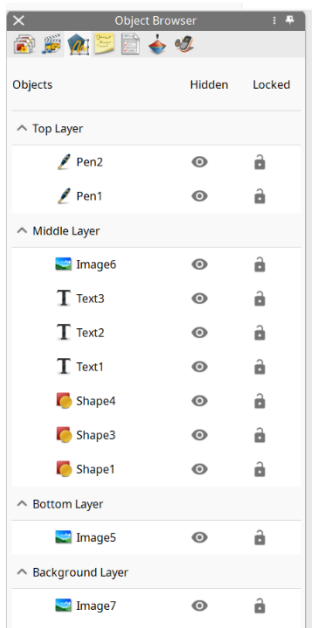 Object Browser
Objects Hidden Locked
Top Layer
Pen2
Pen1
Middle Layer
Image6
Text3
Text2
Text1
Shape4
Shape3
Shape1
Bottom Layer
Image5
Background Layer
Image7